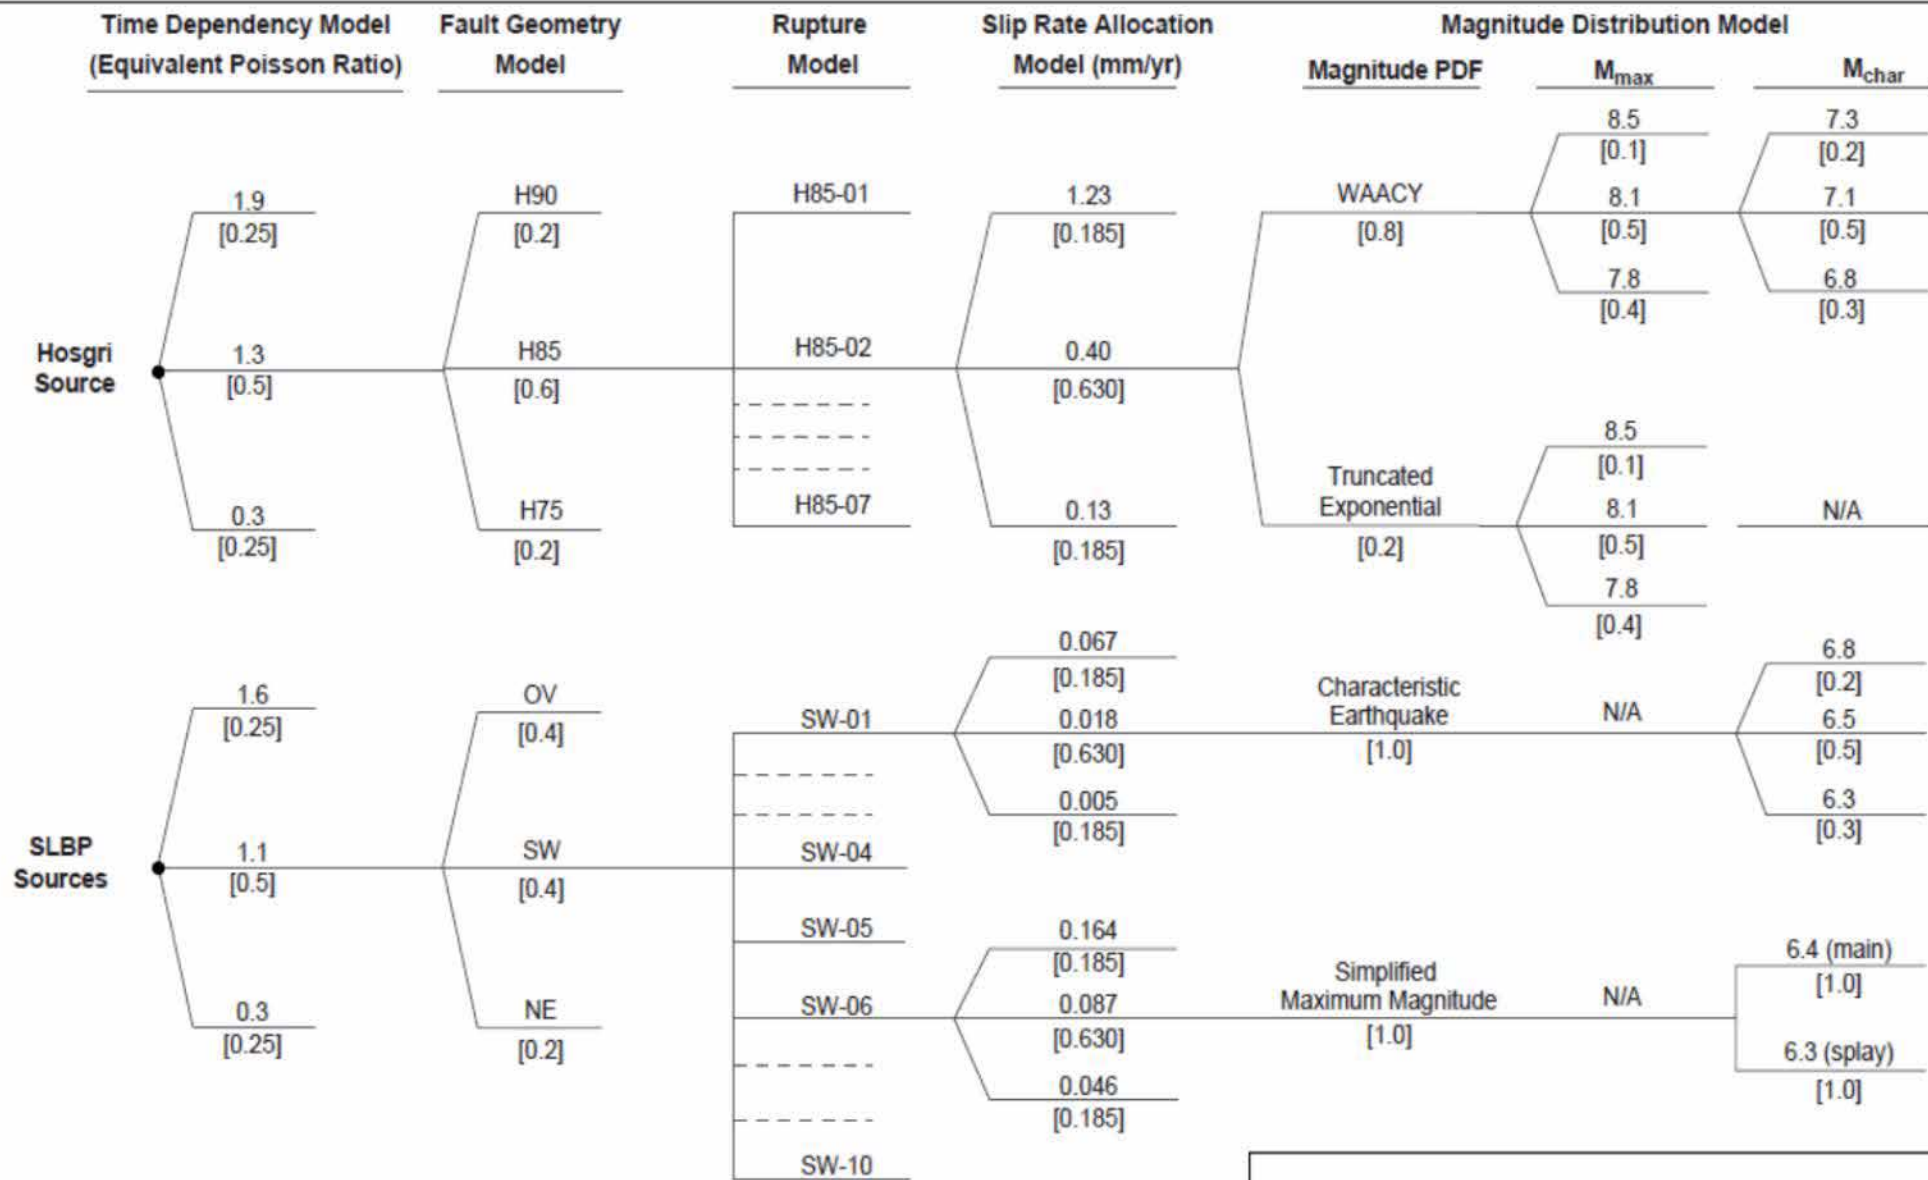 Time Dependency Model
(Equivalent Poisson Ratio)
Fault Geometry
Model
Rupture
Model
Slip Rate Allocation
Model (mm/yr)
Magnitude Distribution Model
Magnitude PDF
Mmax
Mchar
Hosgri
Source
1.9
[0.25]
1.3
[0.5]
0.3
[0.25]
H90
[0.2]
H85
[0.6]
H75
[0.2]
H85-01
H85-02
H85-07
1.23
[0.185]
0.40
[0.630]
0.13
[0.185]
WAACY
[0.8]
Truncated
Exponential
[0.2]
8.5
[0.1]
8.1
[0.5]
7.8
[0.4]
8.5
[0.1]
8.1
[0.5]
7.8
[0.4]
7.3
[0.2]
7.1
[0.5]
6.8
[0.3]
N/A
SLBP
Sources
1.6
[0.25]
1.1
[0.5]
0.3
[0.25]
OV
[0.4]
SW
[0.4]
NE
[0.2]
SW-01
SW-04
SW-05
SW-06
SW-10
0.067
[0.185]
0.018
[0.630]
0.005
[0.185]
0.164
[0.185]
0.087
[0.630]
0.046
[0.185]
Characteristic
Earthquake
[1.0]
Simplified
Maximum Magnitude
[1.0]
N/A
N/A
6.8
[0.2]
6.5
[0.5]
6.3
[0.3]
6.4 (main)
[1.0]
6.3 (splay)
[1.0]